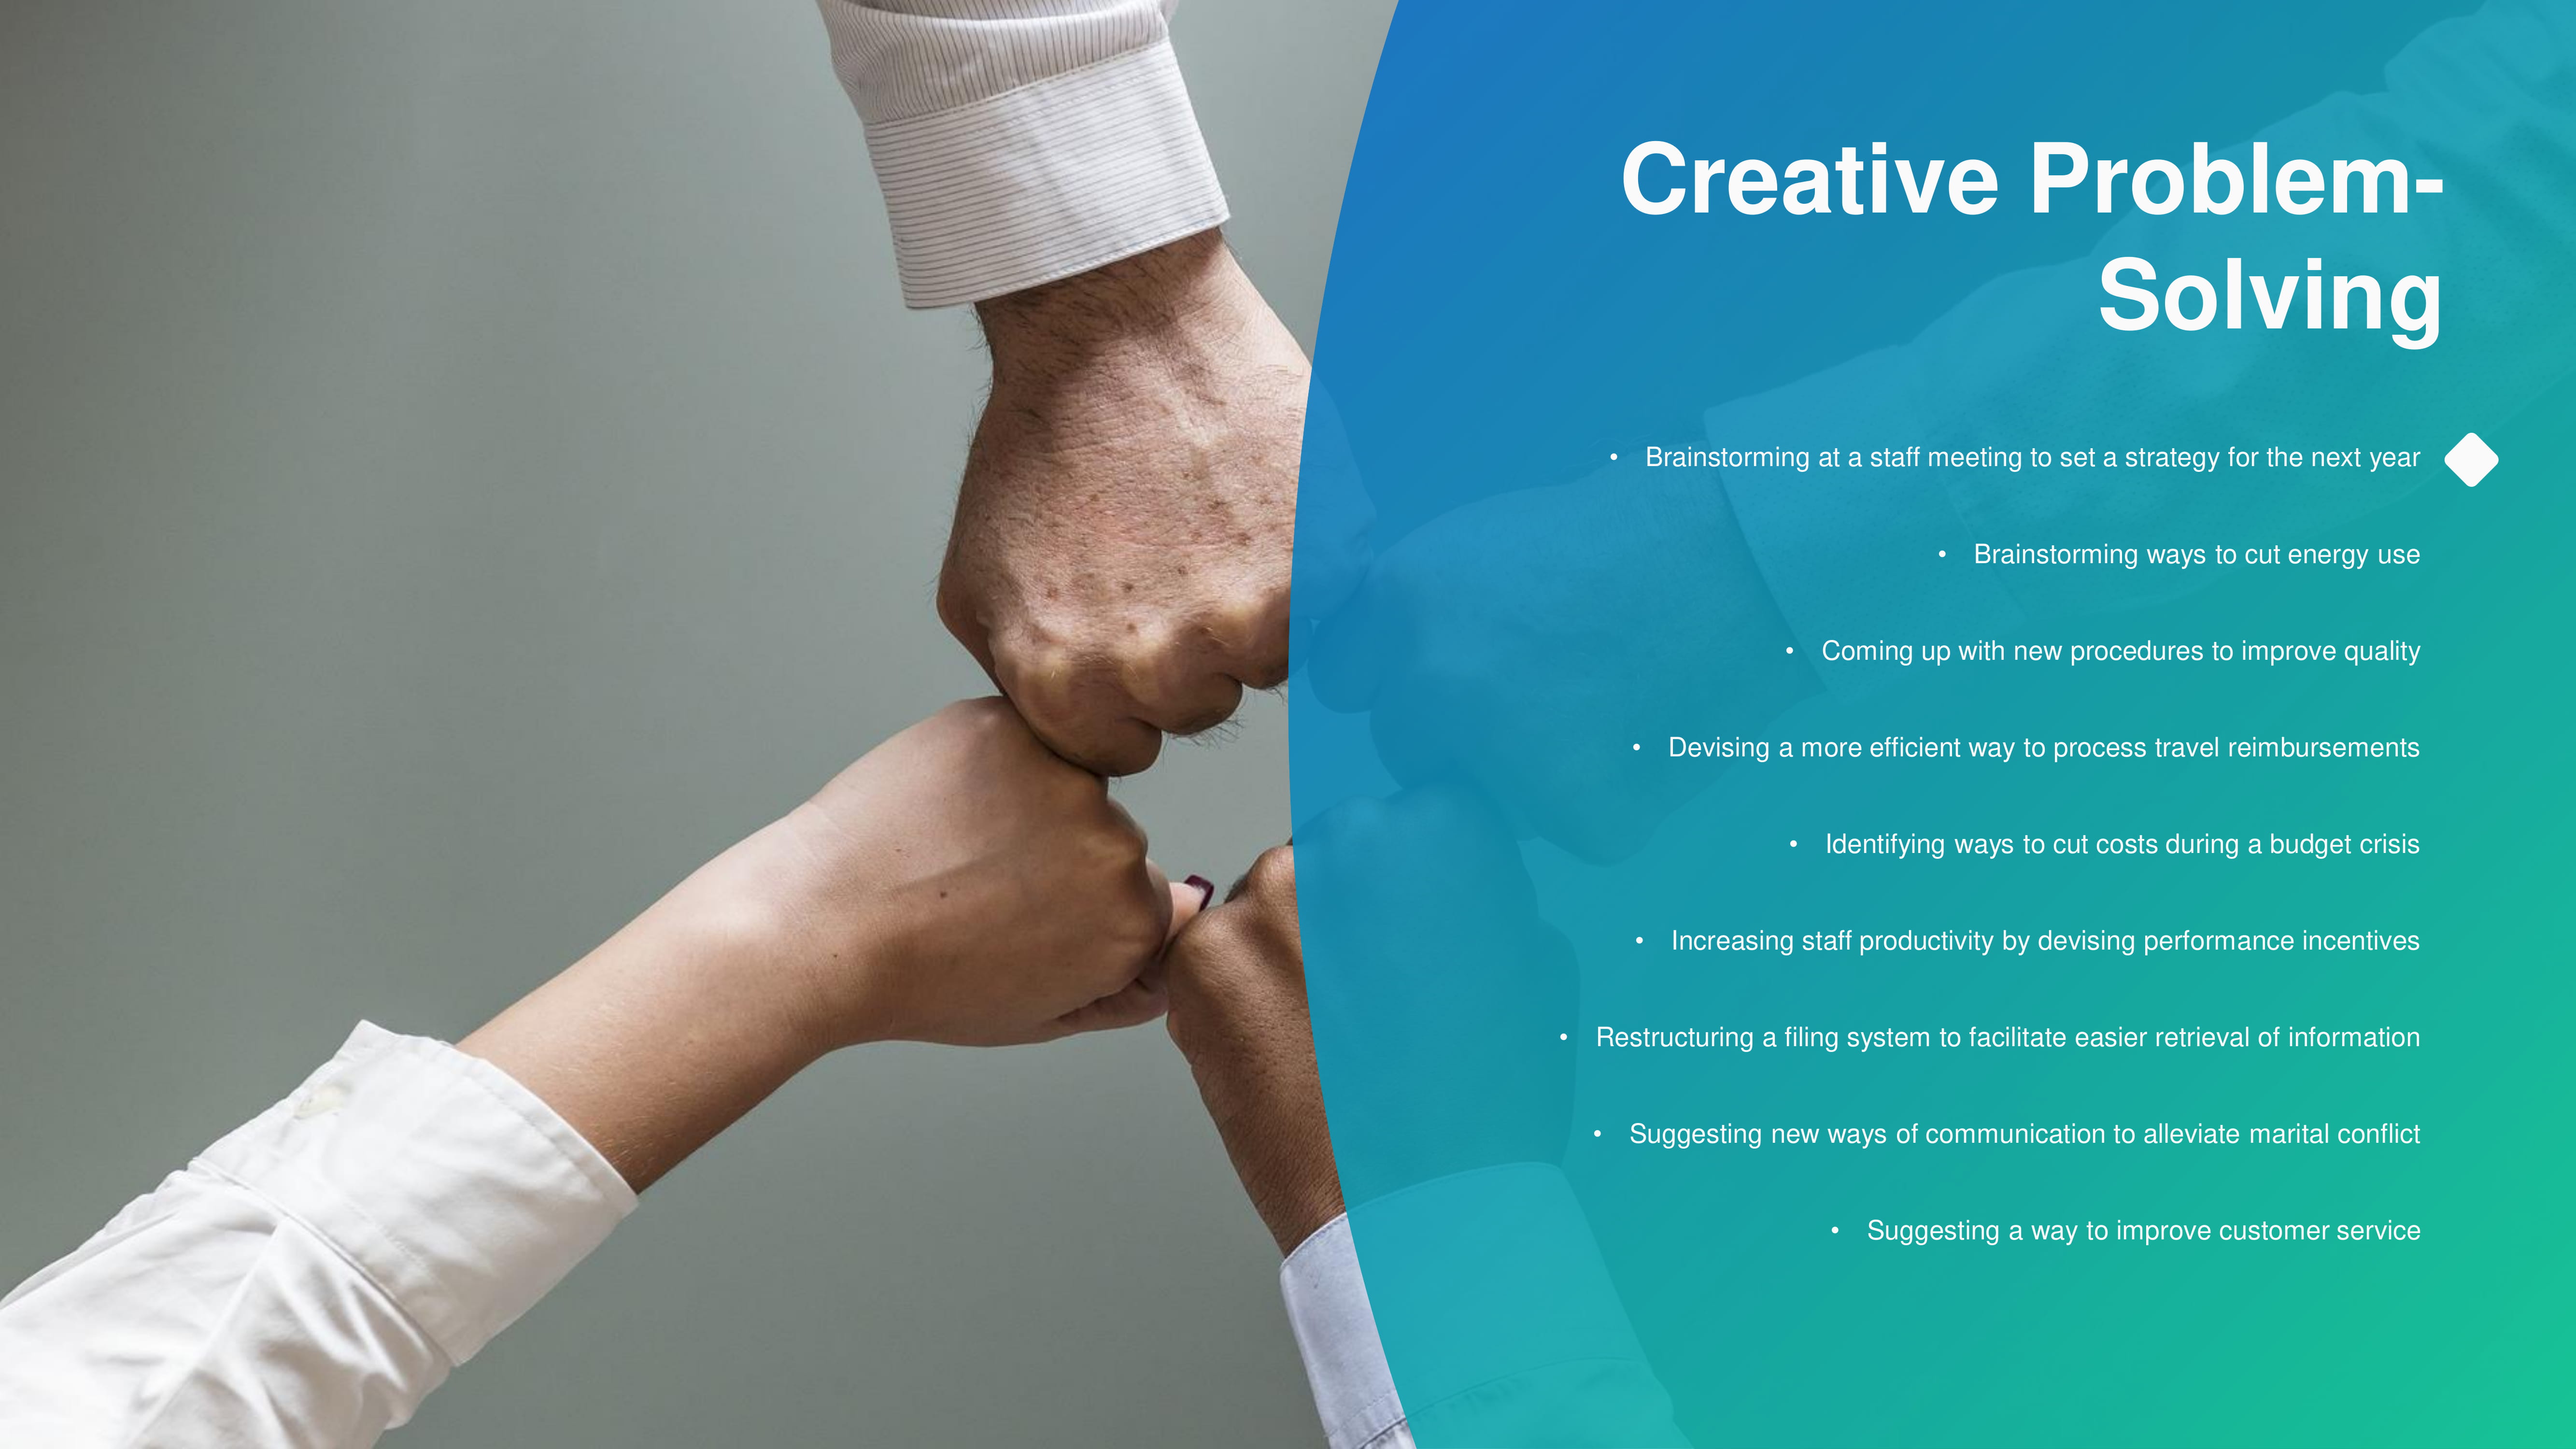 Creative Problem-
Solving
• Brainstorming at a staff meeting to set a strategy for the next year
• Brainstorming ways to cut energy use
• Coming up with new procedures to improve quality
• Devising a more efficient way to process travel reimbursements
• Identifying ways to cut costs during a budget crisis
• Increasing staff productivity by devising performance incentives
• Restructuring a filing system to facilitate easier retrieval of information
• Suggesting new ways of communication to alleviate marital conflict
• Suggesting a way to improve customer service